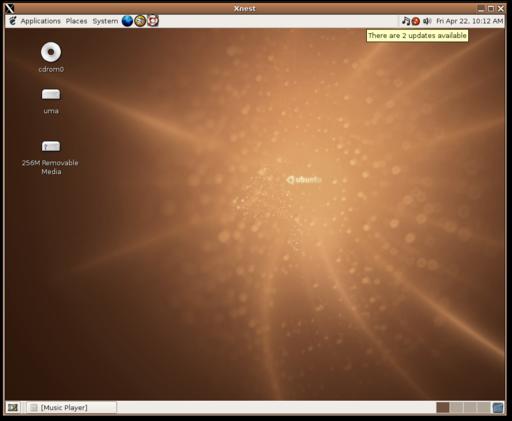 Xnest
Applications Places System
Fri Apr 22, 10:12 AM
There are 2 updates available
cdrom0
uma
ubuntu
256M Removable
Media
[Music Player]